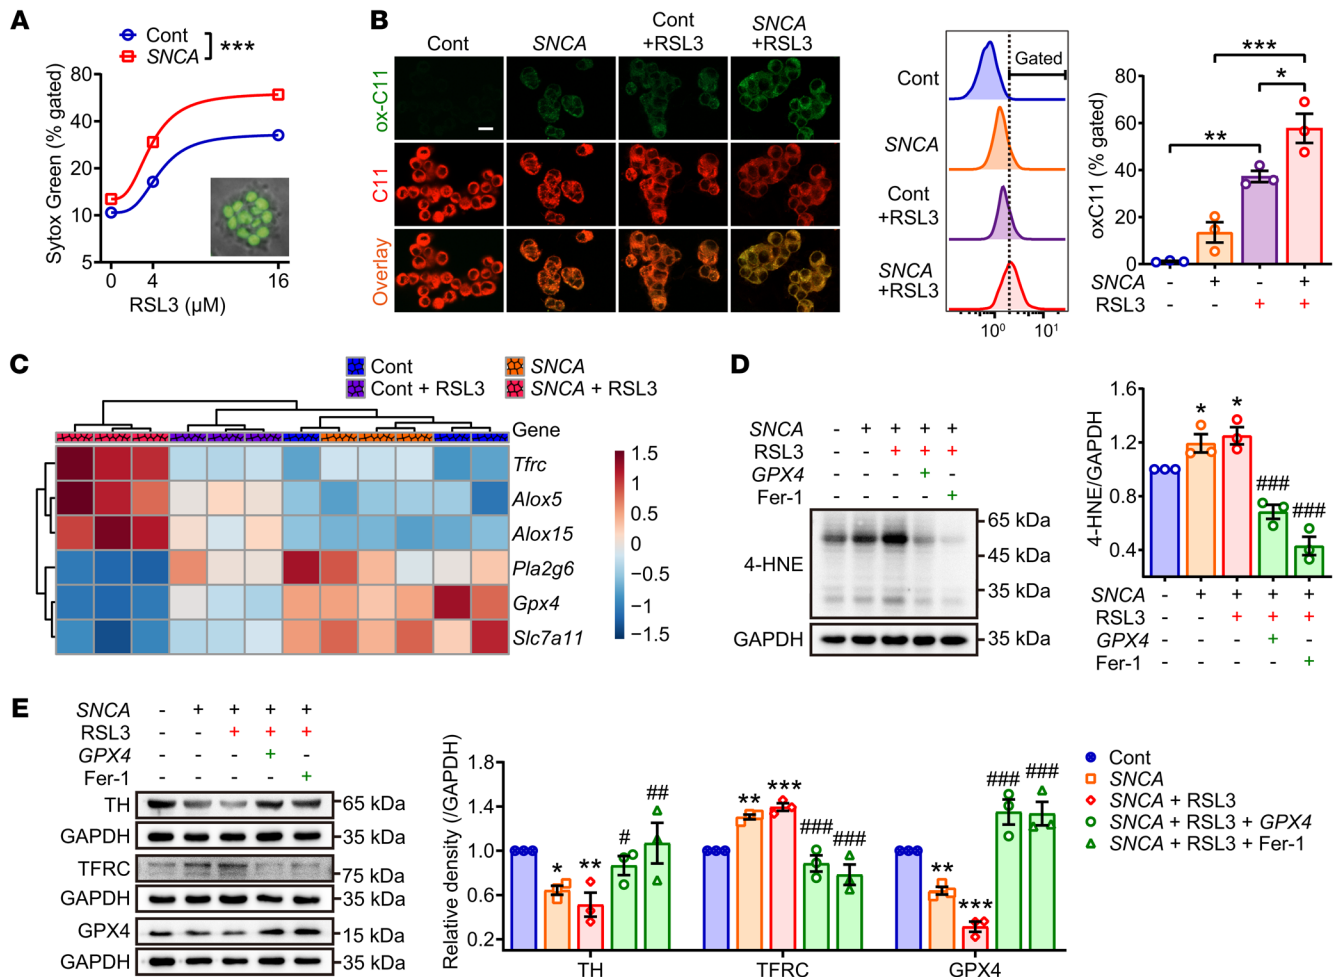 A
Cont
SNCA
***
Sytox Green (% gated)
80
40
20
10
5
0 4 16
RSL3 (µM)
B
Cont SNCA Cont +RSL3 SNCA +RSL3
ox-C11
C11
Overlay
Gated
Cont
SNCA
Cont
+RSL3
SNCA
+RSL3
10⁰ 10¹
oxC11 (% gated)
80
60
40
20
0
***
*
**
SNCA - + - +
RSL3 - - + +
C
Cont SNCA
Cont + RSL3 SNCA + RSL3
Gene
Tfrc
Alox5
Alox15
Pla2g6
Gpx4
Slc7a11
1.5
1
0.5
0
−0.5
−1
−1.5
D
SNCA - + + + +
RSL3 - - + + +
GPX4 - - - + -
Fer-1 - - - - +
4-HNE
65 kDa
45 kDa
35 kDa
GAPDH 35 kDa
4-HNE/GAPDH
1.6
1.2
0.8
0.4
* * ### ###
SNCA - + + + +
RSL3 - - + + +
GPX4 - - - + -
Fer-1 - - - - +
E
SNCA - + + + +
RSL3 - - + + +
GPX4 - - - + -
Fer-1 - - - - +
TH 65 kDa
GAPDH 35 kDa
TFRC 75 kDa
GAPDH 35 kDa
GPX4 15 kDa
GAPDH 35 kDa
Relative density (/GAPDH)
1.8
1.4
1.0
0.6
0.2
* ** # ##
** *** ### ###
** *** ### ###
TH TFRC GPX4
Cont
SNCA
SNCA + RSL3
SNCA + RSL3 + GPX4
SNCA + RSL3 + Fer-1